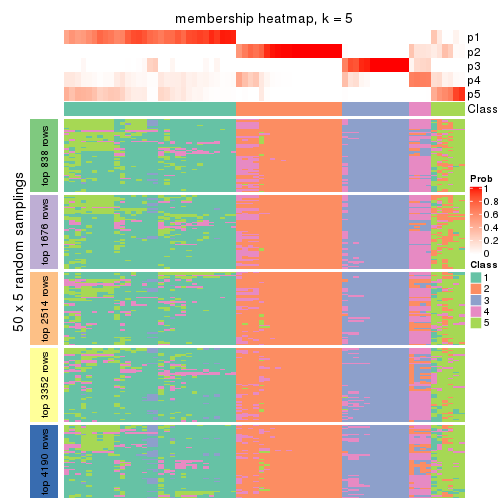 membership heatmap, k = 5
p1
p2
p3
p4
p5
Class
50 x 5 random samplings
top 838 rows
top 1676 rows
top 2514 rows
top 3352 rows
top 4190 rows
Prob
1
0.8
0.6
0.4
0.2
0
Class
1
2
3
4
5